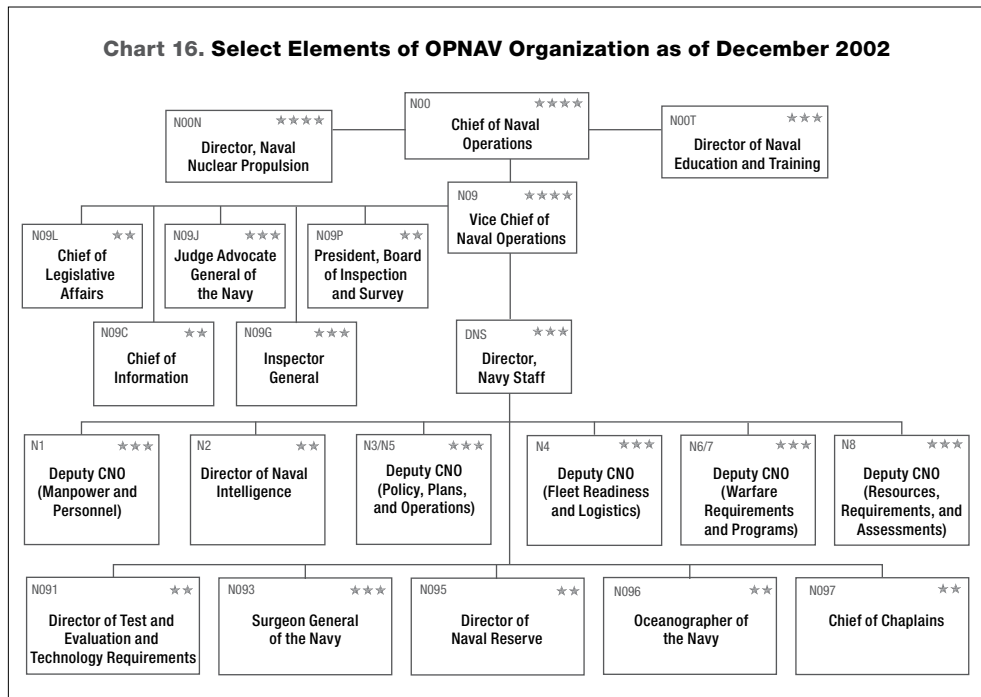 Chart 16. Select Elements of OPNAV Organization as of December 2002
N00 ★★★★
Chief of Naval
Operations
N00N ★★★★
Director, Naval
Nuclear Propulsion
N00T ★★★
Director of Naval
Education and Training
N09 ★★★★
Vice Chief of
Naval Operations
N09L ★★
Chief of
Legislative
Affairs
N09J ★★★
Judge Advocate
General of
the Navy
N09P ★★
President, Board
of Inspection
and Survey
N09C ★★
Chief of
Information
N09G ★★★
Inspector
General
DNS ★★★
Director,
Navy Staff
N1 ★★★
Deputy CNO
(Manpower and
Personnel)
N2 ★★
Director of Naval
Intelligence
N3/N5 ★★★
Deputy CNO
(Policy, Plans,
and Operations)
N4 ★★★
Deputy CNO
(Fleet Readiness
and Logistics)
N6/7 ★★★
Deputy CNO
(Warfare
Requirements
and Programs)
N8 ★★★
Deputy CNO
(Resources,
Requirements, and
Assessments)
N091 ★★
Director of Test and
Evaluation and
Technology Requirements
N093 ★★★
Surgeon General
of the Navy
N095 ★★
Director of
Naval Reserve
N096 ★★
Oceanographer of
the Navy
N097 ★★
Chief of Chaplains